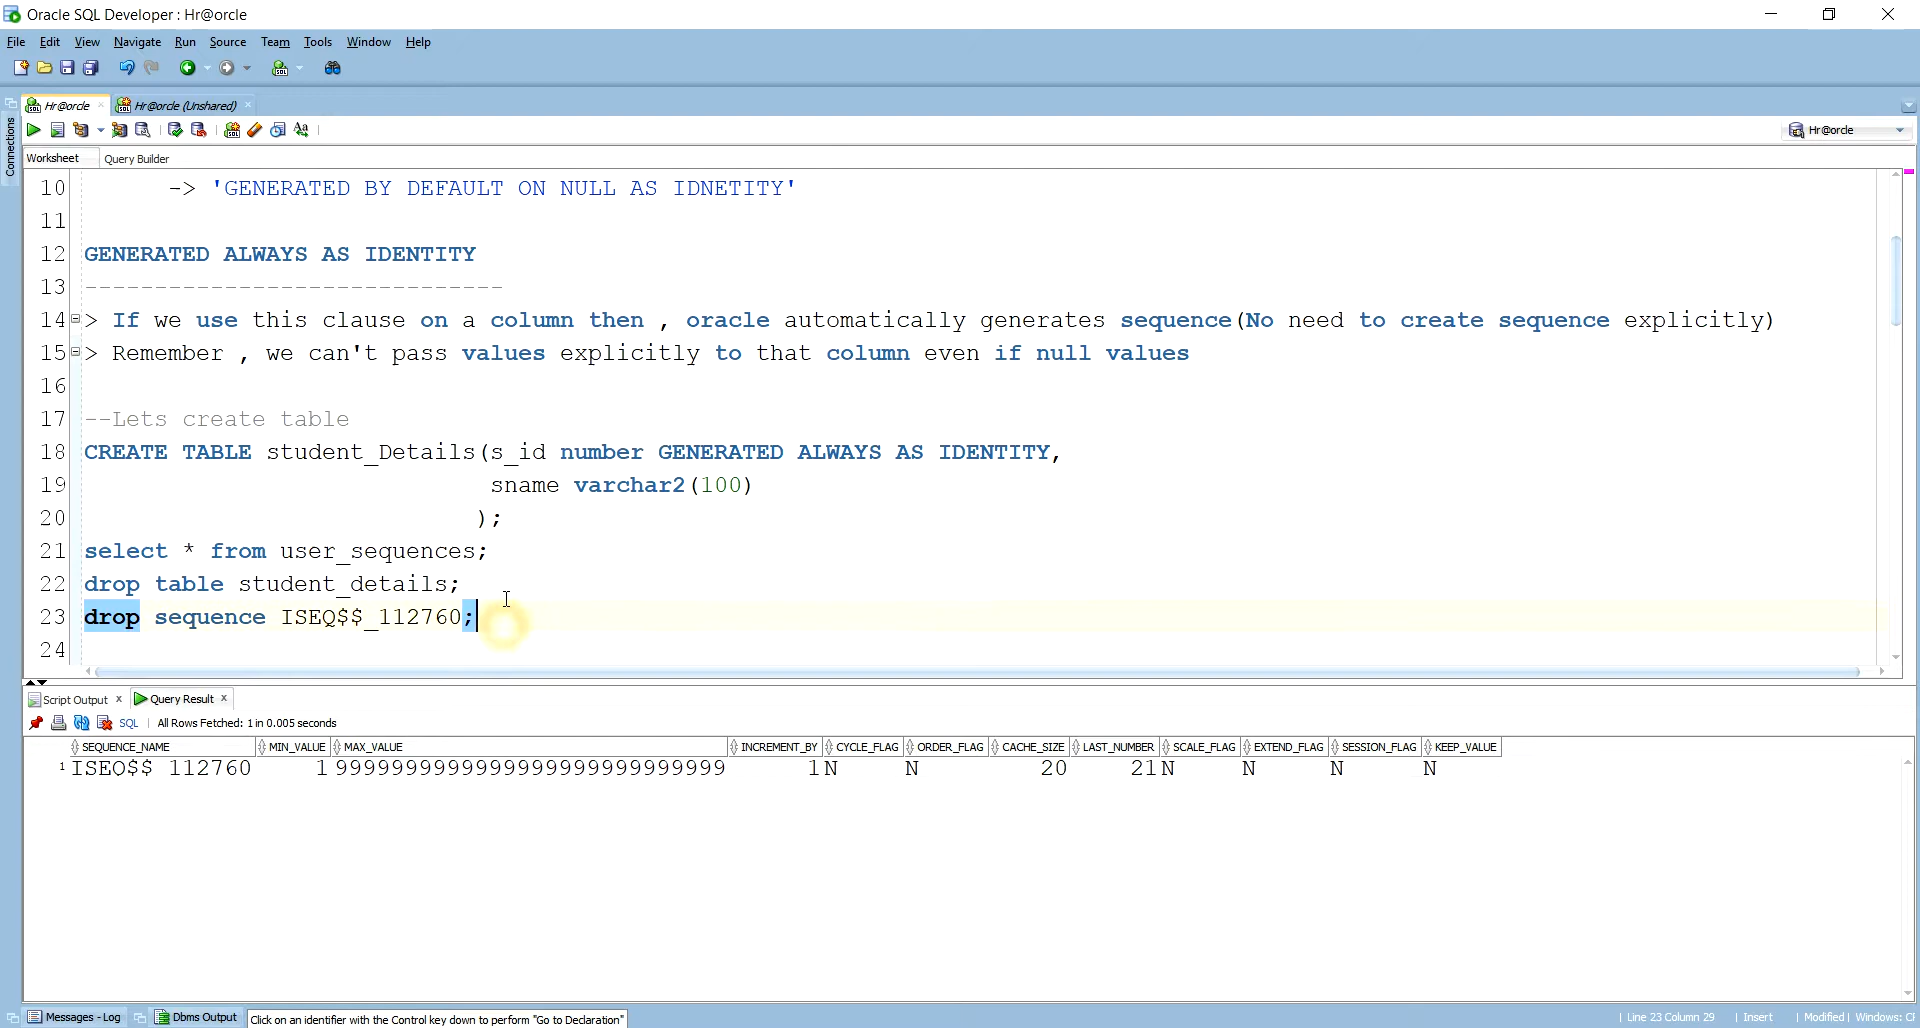 Oracle SQL Developer : Hr@orcle
File Edit View Navigate Run Source Team Tools Window Help
Hr@orcle Hr@orcle (Unshared)
Hr@orcle
Connections
Worksheet Query Builder
10 -> 'GENERATED BY DEFAULT ON NULL AS IDNETITY'
11
12 GENERATED ALWAYS AS IDENTITY
13 ------------------------------
14 > If we use this clause on a column then , oracle automatically generates sequence(No need to create sequence explicitly)
15 > Remember , we can't pass values explicitly to that column even if null values
16
17 --Lets create table
18 CREATE TABLE student_Details(s_id number GENERATED ALWAYS AS IDENTITY,
19 sname varchar2(100)
20 );
21 select * from user_sequences;
22 drop table student_details;
23 drop sequence ISEQ$$_112760;
24
Script Output x Query Result x
SQL | All Rows Fetched: 1 in 0.005 seconds
SEQUENCE_NAME MIN_VALUE MAX_VALUE INCREMENT_BY CYCLE_FLAG ORDER_FLAG CACHE_SIZE LAST_NUMBER SCALE_FLAG EXTEND_FLAG SESSION_FLAG KEEP_VALUE
1 ISEQ$$_112760 1 9999999999999999999999999999 1 N N 20 21 N N N N
Messages - Log Dbms Output Click on an identifier with the Control key down to perform "Go to Declaration"
Line 23 Column 29 | Insert | Modified | Windows: C